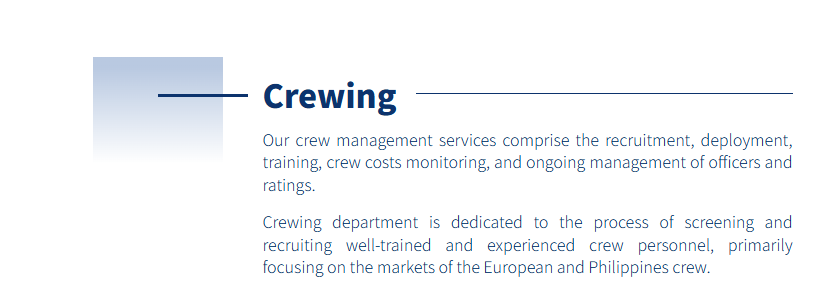 Crewing
Our crew management services comprise the recruitment, deployment,
training, crew costs monitoring, and ongoing management of officers and
ratings.
Crewing department is dedicated to the process of screening and
recruiting well-trained and experienced crew personnel, primarily
focusing on the markets of the European and Philippines crew.